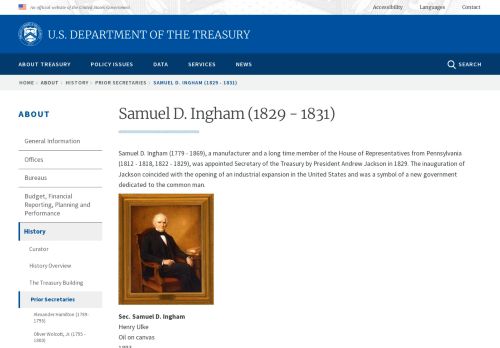 An official website of the United States Government
Accessibility Languages Contact
U.S. DEPARTMENT OF THE TREASURY
ABOUT TREASURY POLICY ISSUES DATA SERVICES NEWS SEARCH
HOME › ABOUT › HISTORY › PRIOR SECRETARIES › SAMUEL D. INGHAM (1829 - 1831)
ABOUT
General Information
Offices
Bureaus
Budget, Financial
Reporting, Planning and
Performance
History
Curator
History Overview
The Treasury Building
Prior Secretaries
Alexander Hamilton (1789 -
1795)
Oliver Wolcott, Jr. (1795 -
1800)
Samuel D. Ingham (1829 - 1831)
Samuel D. Ingham (1779 - 1869), a manufacturer and a long time member of the House of Representatives from Pennsylvania
(1812 - 1818, 1822 - 1829), was appointed Secretary of the Treasury by President Andrew Jackson in 1829. The inauguration of
Jackson coincided with the opening of an industrial expansion in the United States and was a symbol of a new government
dedicated to the common man.
Sec. Samuel D. Ingham
Henry Ulke
Oil on canvas